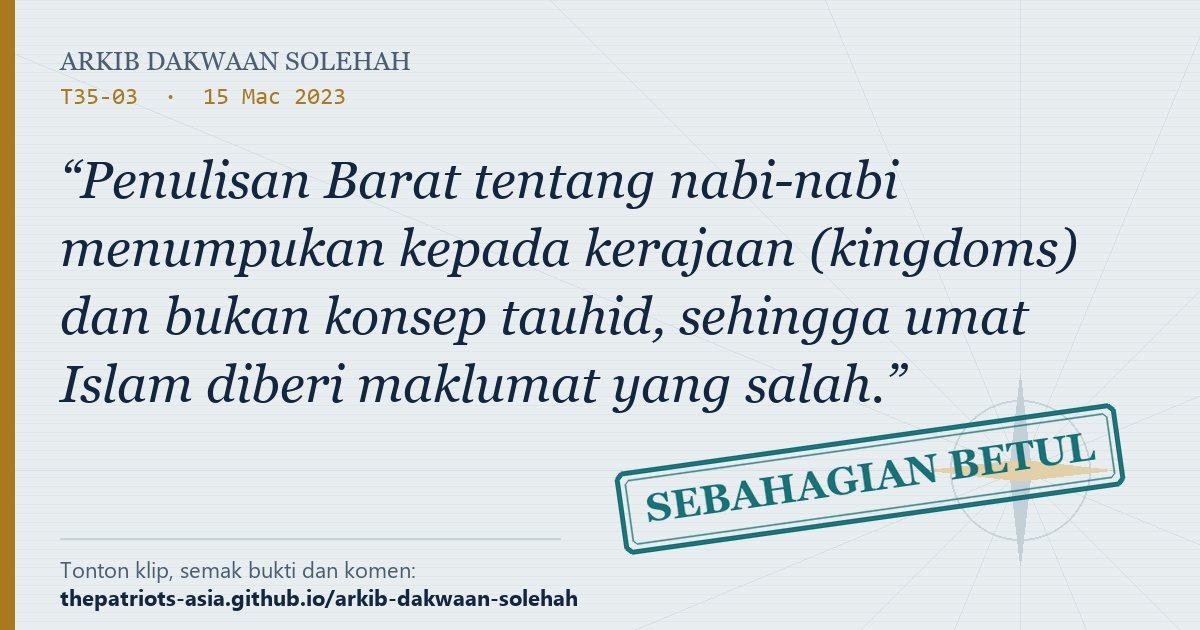 ARKIB DAKWAAN SOLEHAH
T35-03 · 15 Mac 2023
“Penulisan Barat tentang nabi-nabi
menumpukan kepada kerajaan (kingdoms)
dan bukan konsep tauhid, sehingga umat
Islam diberi maklumat yang salah.”
SEBAHAGIAN BETUL
Tonton klip, semak bukti dan komen:
thepatriots-asia.github.io/arkib-dakwaan-solehah